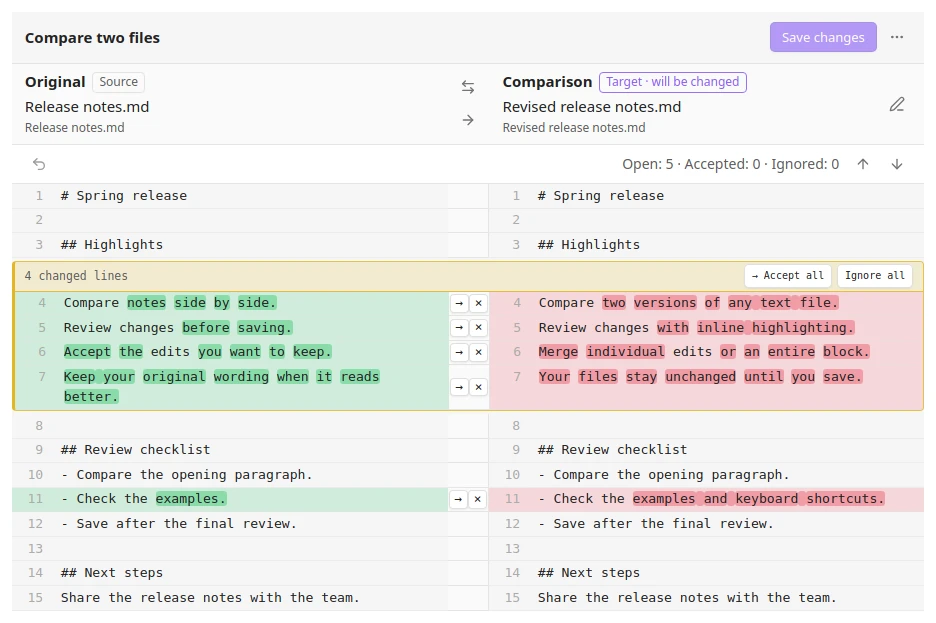 Compare two files
Save changes
Original Source
Release notes.md
Release notes.md
Comparison Target · will be changed
Revised release notes.md
Revised release notes.md
Open: 5 · Accepted: 0 · Ignored: 0
1 # Spring release 1 # Spring release
2 2
3 ## Highlights 3 ## Highlights
4 changed lines → Accept all Ignore all
4 Compare notes side by side. → × 4 Compare two versions of any text file.
5 Review changes before saving. → × 5 Review changes with inline highlighting.
6 Accept the edits you want to keep. → × 6 Merge individual edits or an entire block.
7 Keep your original wording when it reads → × 7 Your files stay unchanged until you save.
better.
8 8
9 ## Review checklist 9 ## Review checklist
10 - Compare the opening paragraph. 10 - Compare the opening paragraph.
11 - Check the examples. → × 11 - Check the examples and keyboard shortcuts.
12 - Save after the final review. 12 - Save after the final review.
13 13
14 ## Next steps 14 ## Next steps
15 Share the release notes with the team. 15 Share the release notes with the team.